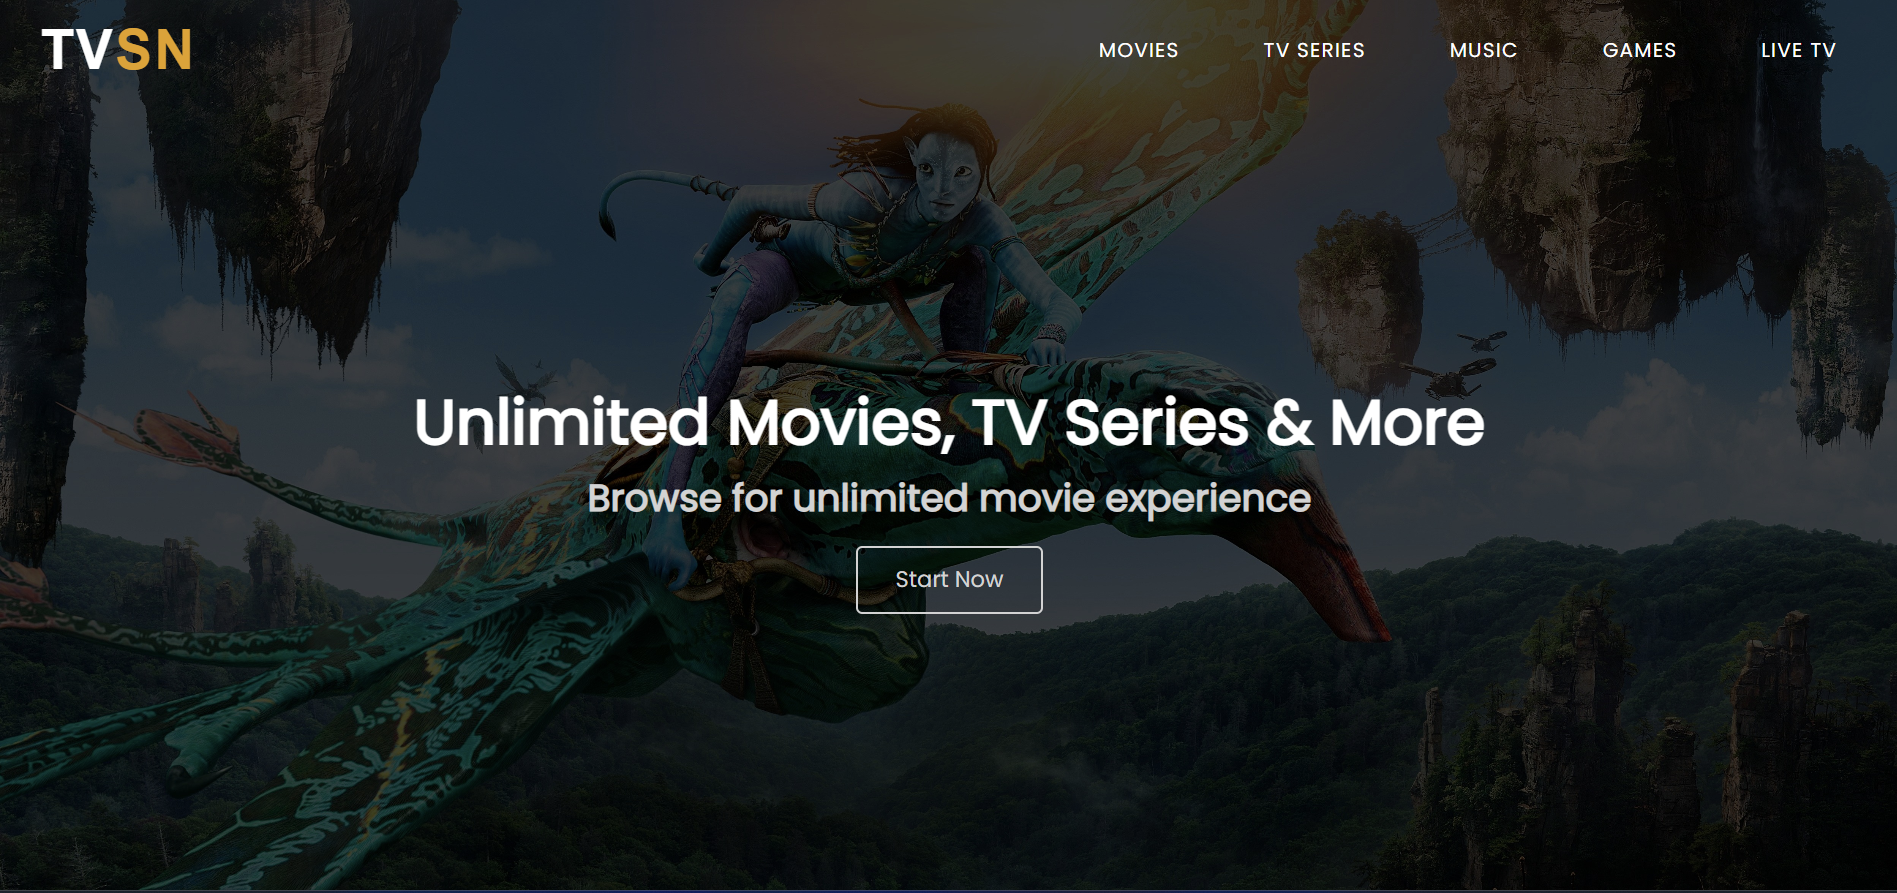 TVSN
MOVIES TV SERIES MUSIC GAMES LIVE TV
Unlimited Movies, TV Series & More
Browse for unlimited movie experience
Start Now